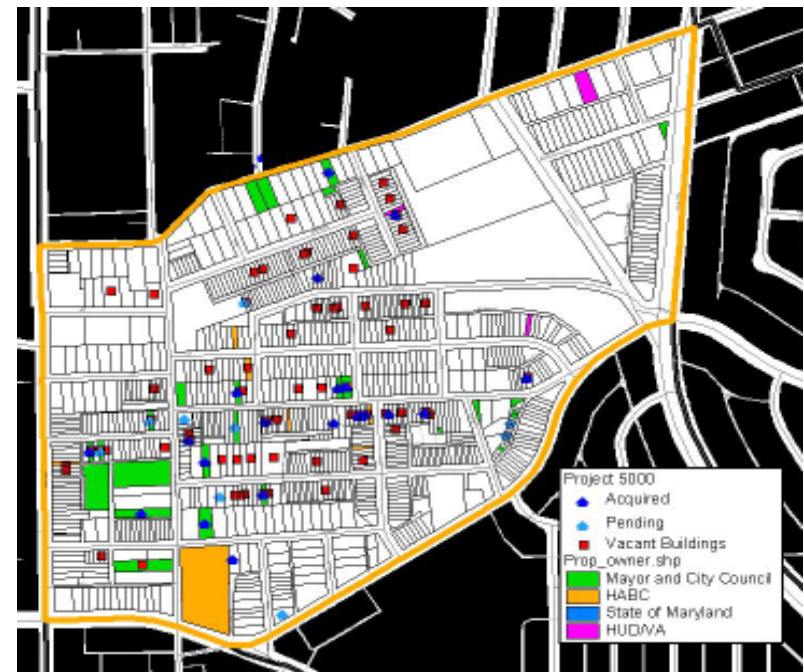 Project 5000
Acquired
Pending
Vacant Buildings
Prop_owner.shp
Mayor and City Council
HABC
State of Maryland
HUD/VA